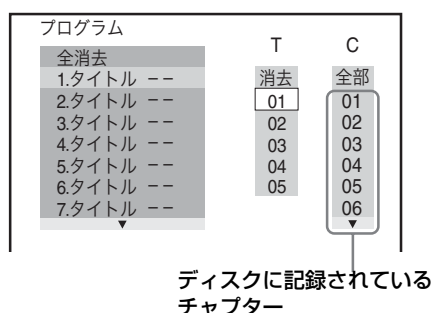 プログラム
T
C
全消去
1.タイトル −−
2.タイトル −−
3.タイトル −−
4.タイトル −−
5.タイトル −−
6.タイトル −−
7.タイトル −−
▼
消去
01
02
03
04
05
全部
01
02
03
04
05
06
▼
ディスクに記録されている
チャプター